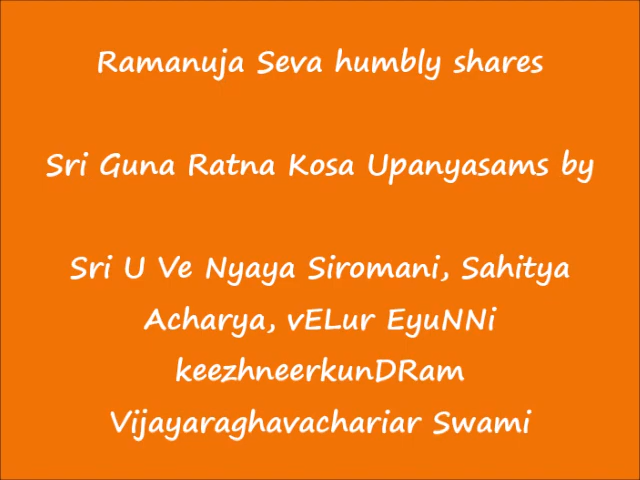 Ramanuja Seva humbly shares
Sri Guna Ratna Kosa Upanyasams by
Sri U Ve Nyaya Siromani, Sahitya
Acharya, vELur EyuNNi
keezhneerkunDRam
Vijayaraghavachariar Swami